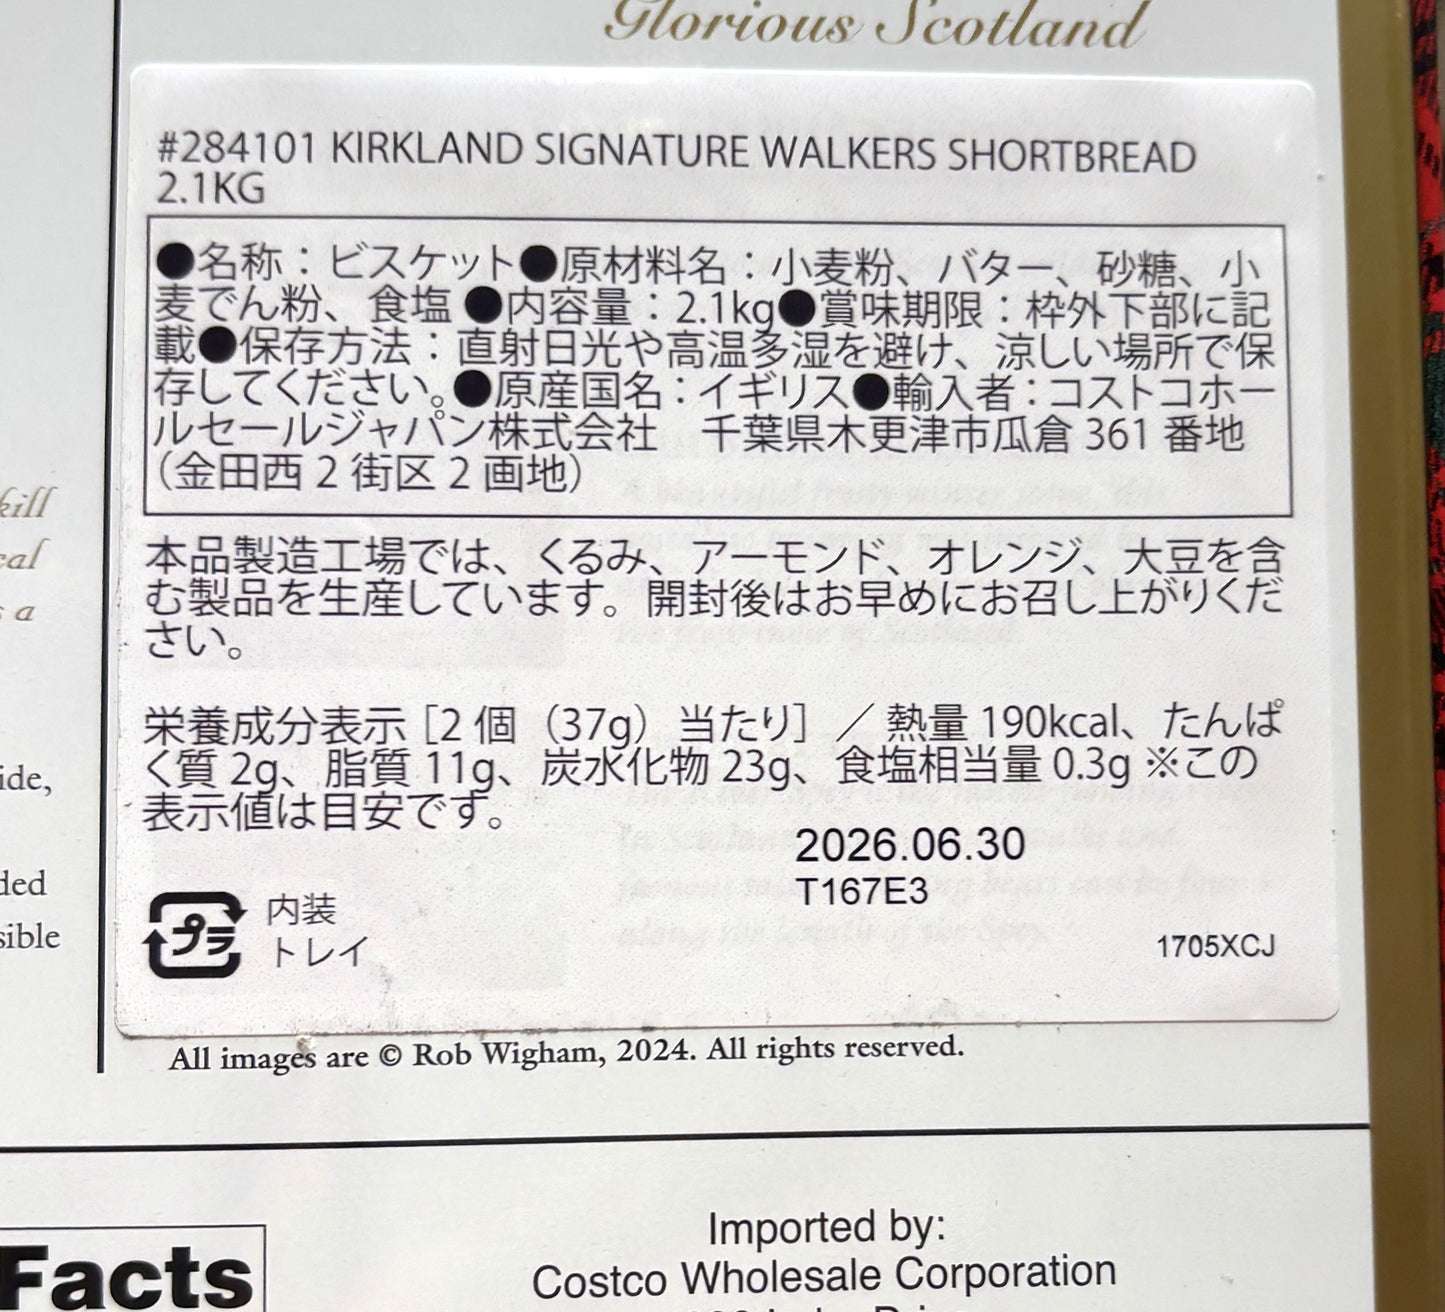 Glorious Scotland
#284101 KIRKLAND SIGNATURE WALKERS SHORTBREAD
2.1KG
●名称：ビスケット●原材料名：小麦粉、バター、砂糖、小
麦でん粉、食塩 ●内容量：2.1kg●賞味期限：枠外下部に記
載●保存方法：直射日光や高温多湿を避け、涼しい場所で保
存してください。●原産国名：イギリス●輸入者：コストコホー
ルセールジャパン株式会社　千葉県木更津市瓜倉 361 番地
（金田西 2 街区 2 画地）
本品製造工場では、くるみ、アーモンド、オレンジ、大豆を含
む製品を生産しています。開封後はお早めにお召し上がりくだ
さい。
栄養成分表示［2 個（37g）当たり］／熱量 190kcal、たんぱ
く質 2g、脂質 11g、炭水化物 23g、食塩相当量 0.3g ※この
表示値は目安です。
2026.06.30
T167E3
プラ
内装
トレイ
1705XCJ
All images are © Rob Wigham, 2024. All rights reserved.
kill
a
ide,
Facts
Imported by:
Costco Wholesale Corporation